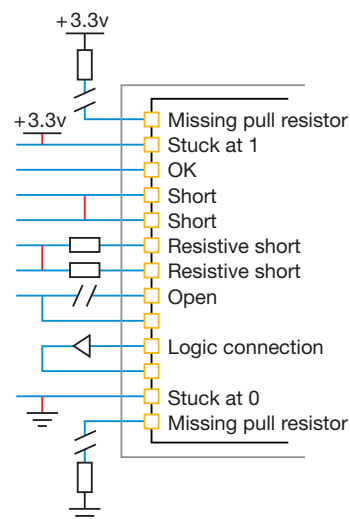 +3.3v
+3.3v
Missing pull resistor
Stuck at 1
OK
Short
Short
Resistive short
Resistive short
Open
Logic connection
Stuck at 0
Missing pull resistor